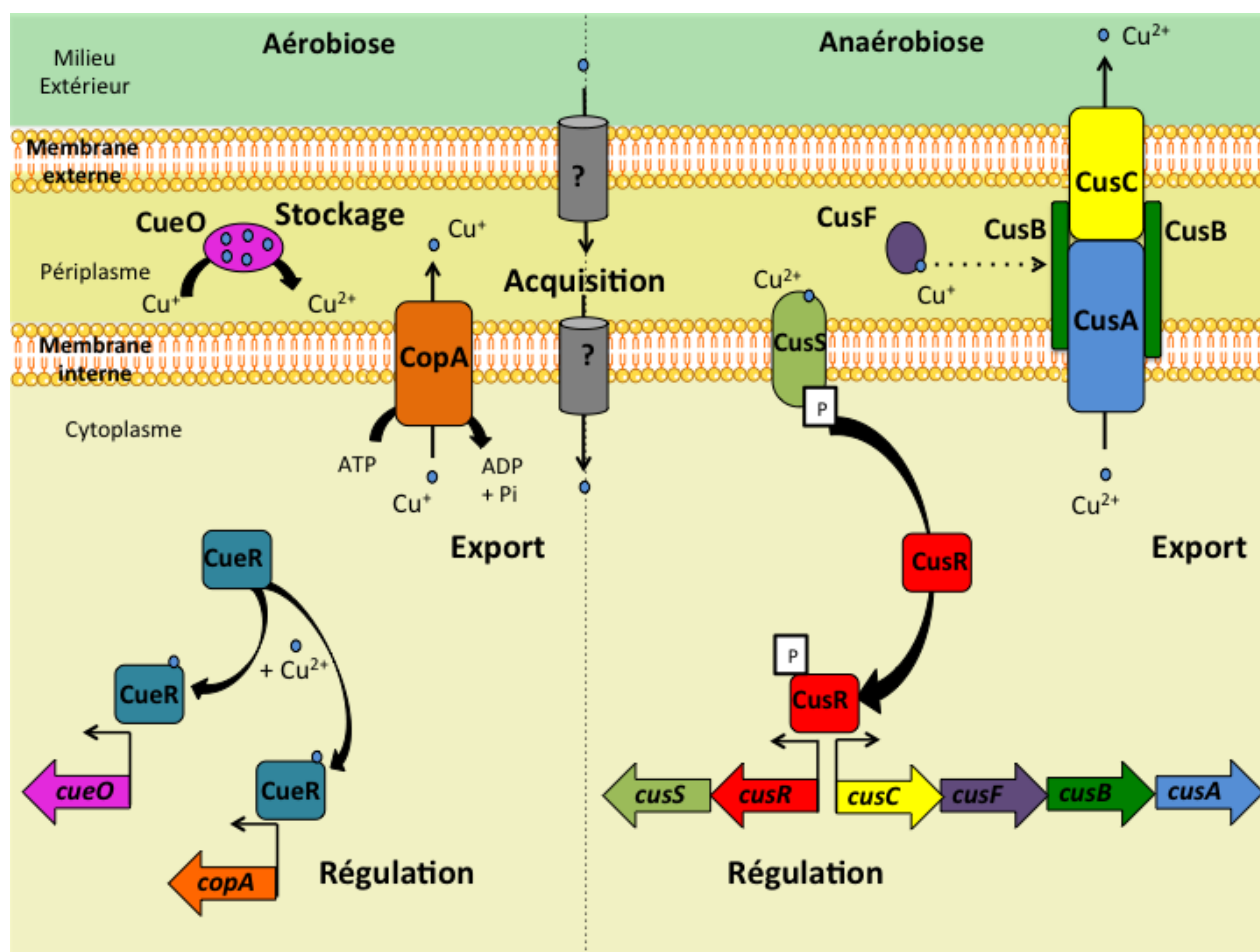 Aérobiose
Anaérobiose
Cu²⁺
Milieu
Extérieur
Membrane
externe
?
CusC
CueO
Stockage
Cu⁺
CusF
CusB
CusB
Périplasme
Cu⁺
Cu²⁺
Acquisition
Cu²⁺
Cu⁺
CusA
Membrane
interne
CopA
?
CusS
P
Cytoplasme
ATP
ADP
+ Pi
Cu⁺
Cu²⁺
Export
Export
CueR
CusR
P
+ Cu²⁺
CueR
CusR
CueR
cueO
cusS
cusR
cusC
cusF
cusB
cusA
copA
Régulation
Régulation